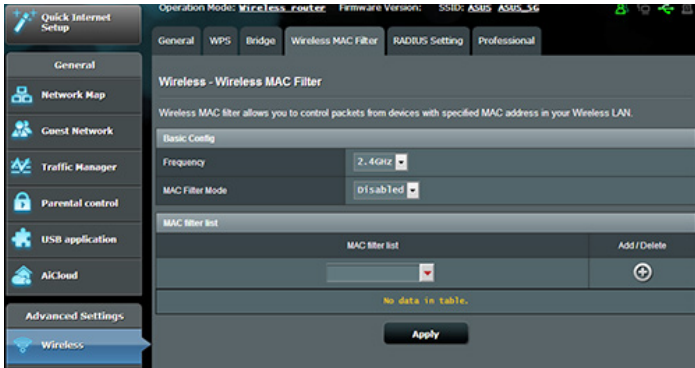 Quick Internet
Setup
Operation Mode: Wireless router Firmware Version: SSID: ASUS ASUS_5G
General WPS Bridge Wireless MAC Filter RADIUS Setting Professional
General
Network Map
Guest Network
Traffic Manager
Parental control
USB application
AiCloud
Advanced Settings
Wireless
Wireless - Wireless MAC Filter
Wireless MAC filter allows you to control packets from devices with specified MAC address in your Wireless LAN.
Basic Config
Frequency 2.4GHz
MAC Filter Mode Disabled
MAC filter list
MAC filter list Add / Delete
No data in table.
Apply